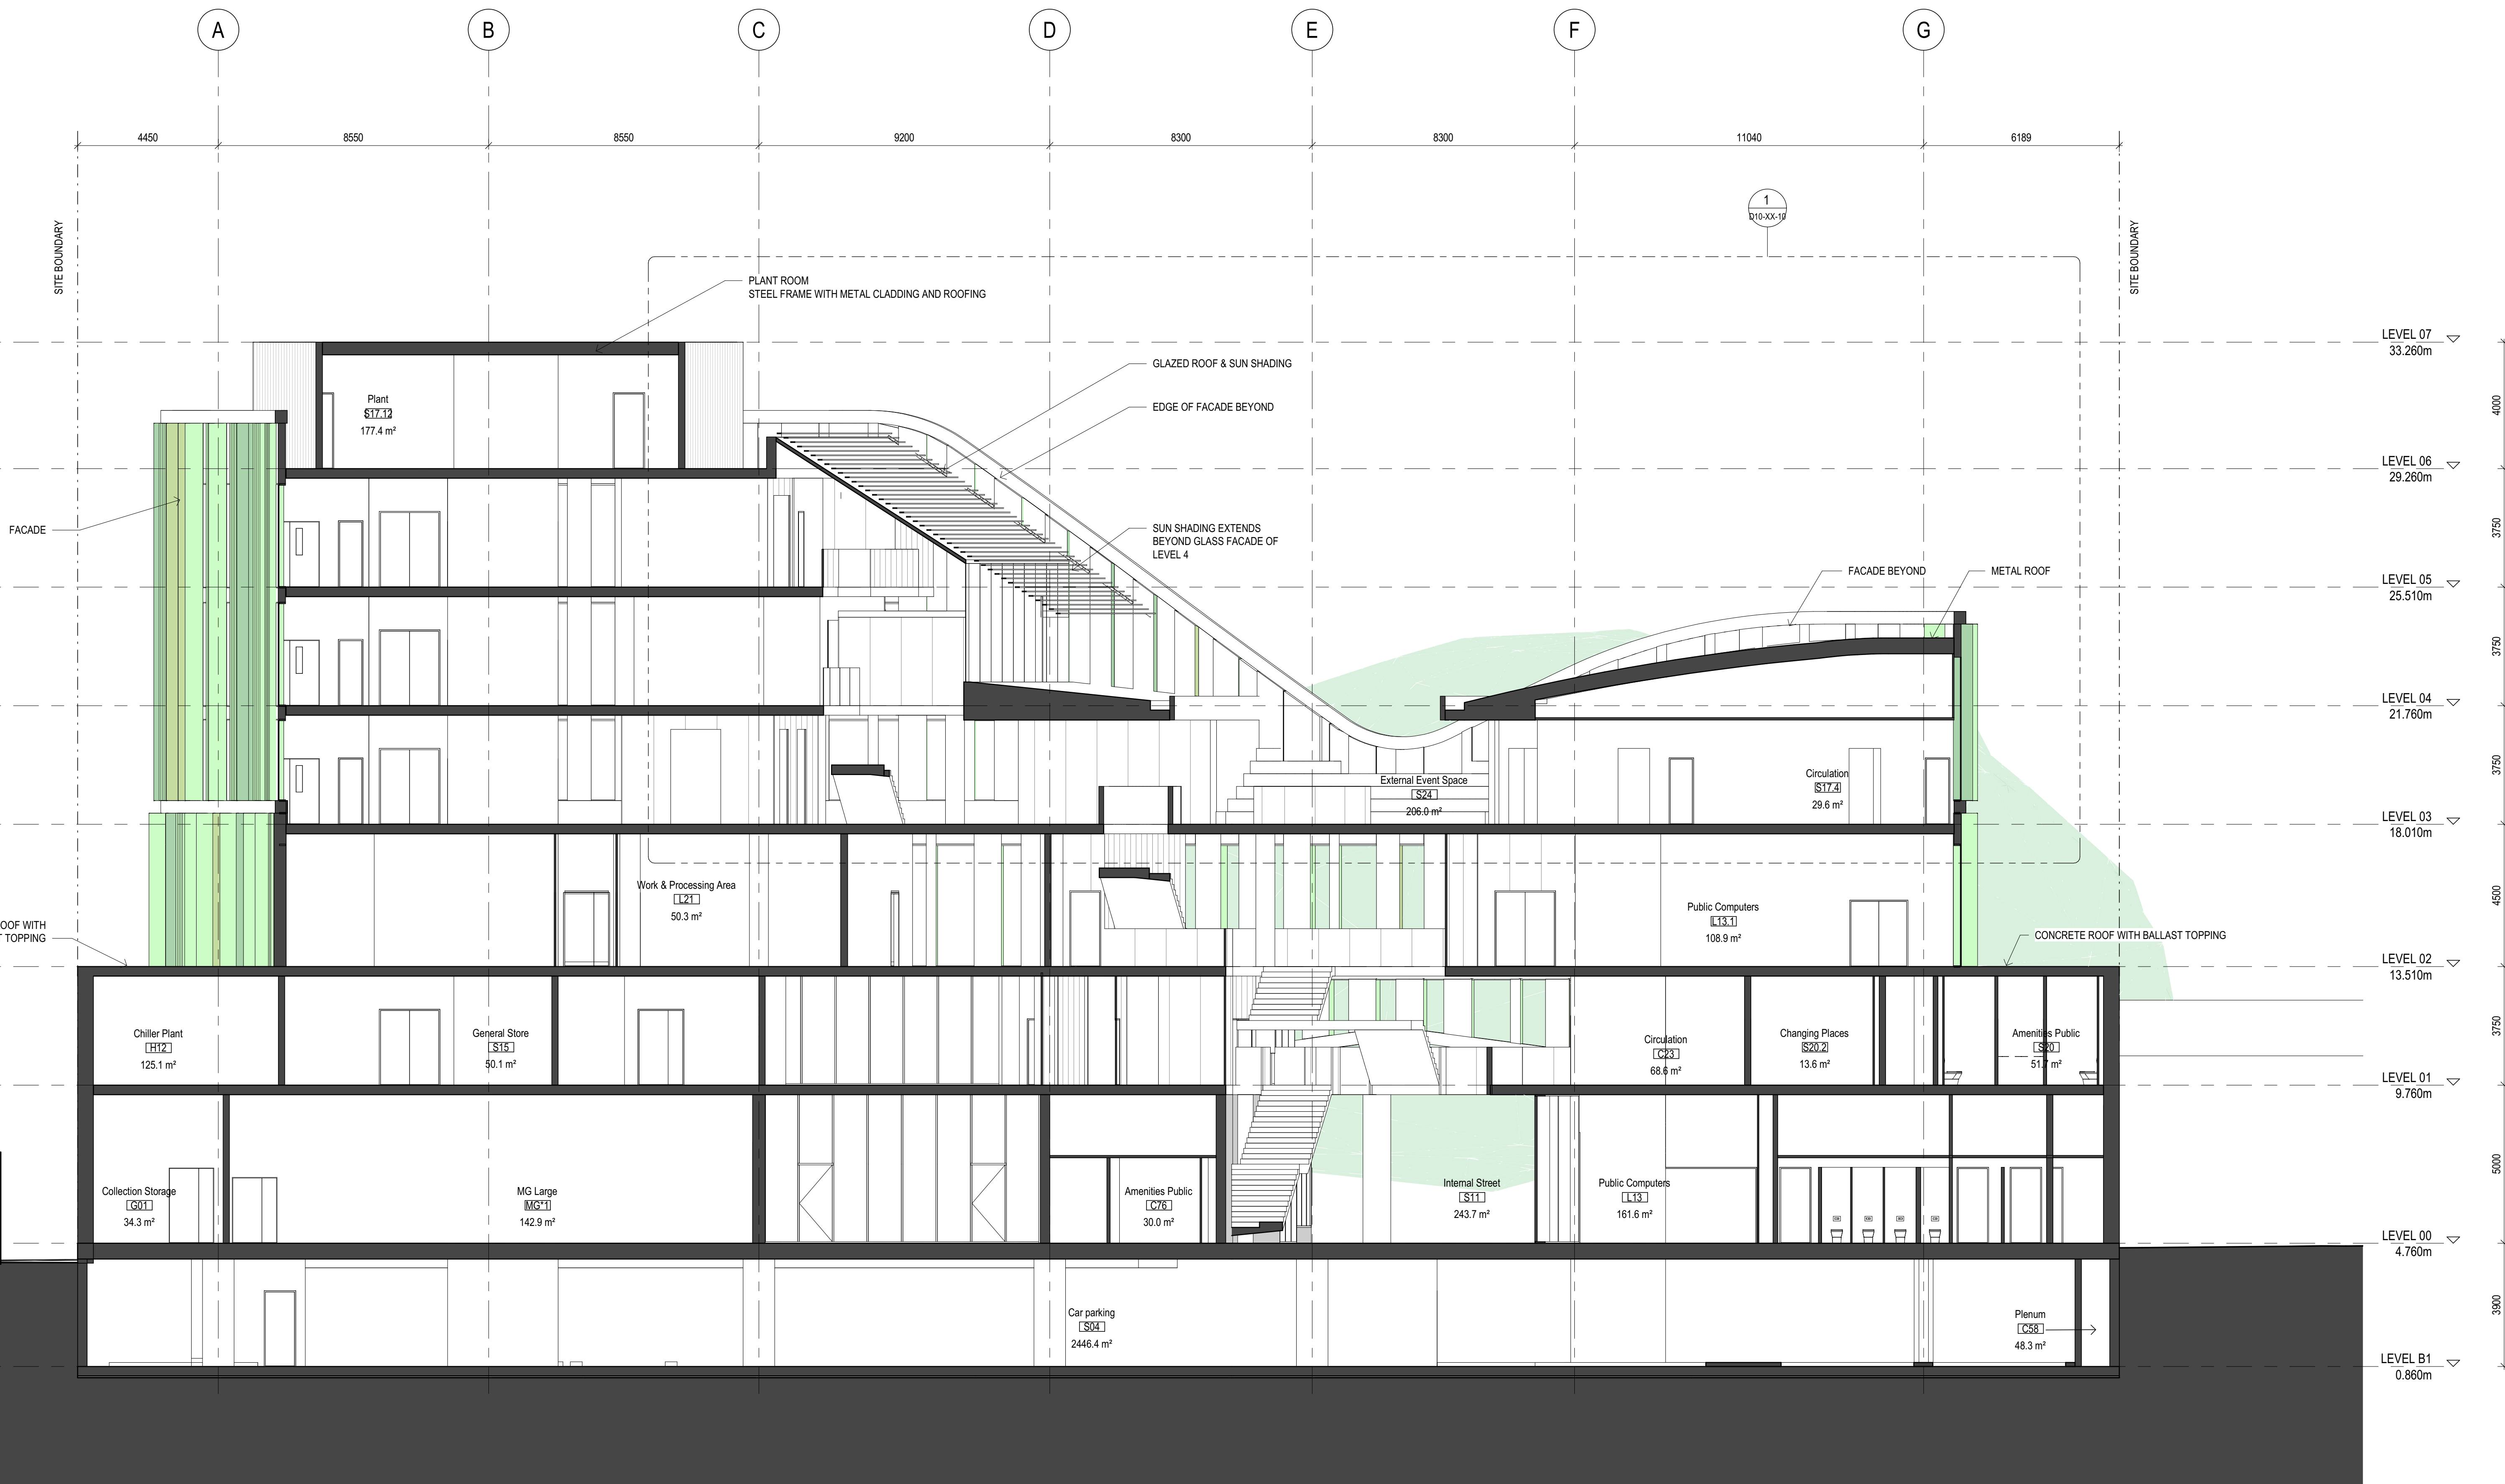 A
B
C
D
E
F
G
4450
8550
8550
9200
8300
8300
11040
6189
1
D10-XX-10
SITE BOUNDARY
SITE BOUNDARY
PLANT ROOM
STEEL FRAME WITH METAL CLADDING AND ROOFING
LEVEL 07
33.260m
GLAZED ROOF & SUN SHADING
Plant
S17.12
177.4 m²
EDGE OF FACADE BEYOND
4000
LEVEL 06
29.260m
FACADE
SUN SHADING EXTENDS
BEYOND GLASS FACADE OF
LEVEL 4
3750
FACADE BEYOND
METAL ROOF
LEVEL 05
25.510m
3750
LEVEL 04
21.760m
External Event Space
S24
206.0 m²
Circulation
S17.4
29.6 m²
3750
LEVEL 03
18.010m
Work & Processing Area
L21
50.3 m²
Public Computers
L13.1
108.9 m²
4500
OOF WITH
T TOPPING
CONCRETE ROOF WITH BALLAST TOPPING
LEVEL 02
13.510m
Chiller Plant
H12
125.1 m²
General Store
S15
50.1 m²
Circulation
C23
68.6 m²
Changing Places
S20.2
13.6 m²
Amenities Public
S20
51.7 m²
3750
LEVEL 01
9.760m
Collection Storage
G01
34.3 m²
MG Large
MG*1
142.9 m²
Amenities Public
C76
30.0 m²
Internal Street
S11
243.7 m²
Public Computers
L13
161.6 m²
5000
LEVEL 00
4.760m
Car parking
S04
2446.4 m²
Plenum
C58
48.3 m²
3900
LEVEL B1
0.860m